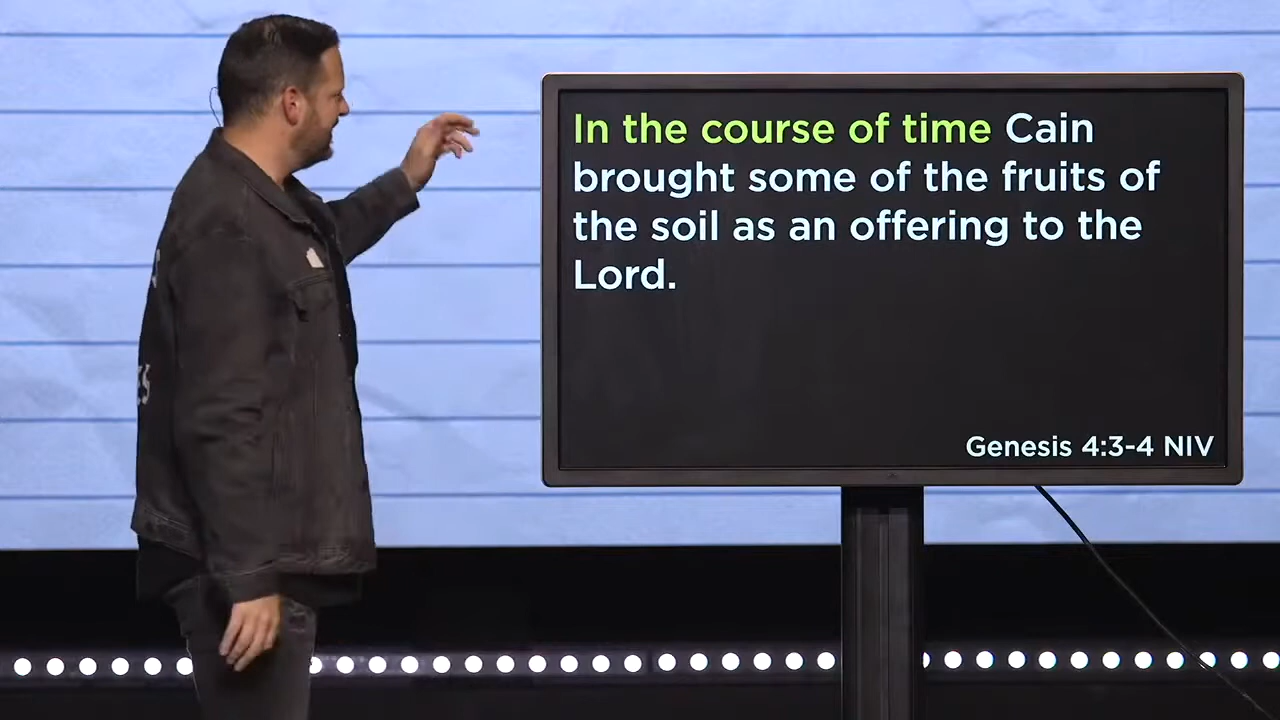 In the course of time Cain
brought some of the fruits of
the soil as an offering to the
Lord.
Genesis 4:3-4 NIV